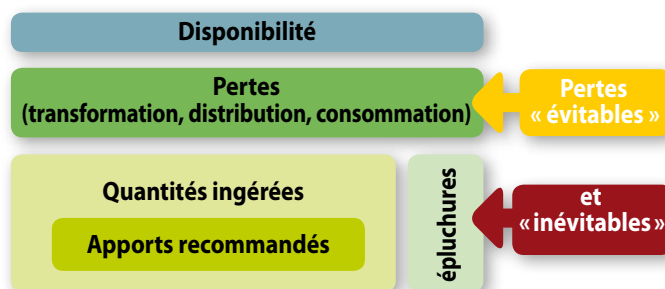 Disponibilité
Pertes
(transformation, distribution, consommation)
Pertes
« évitables »
Quantités ingérées
Apports recommandés
épluchures
et
« inévitables »